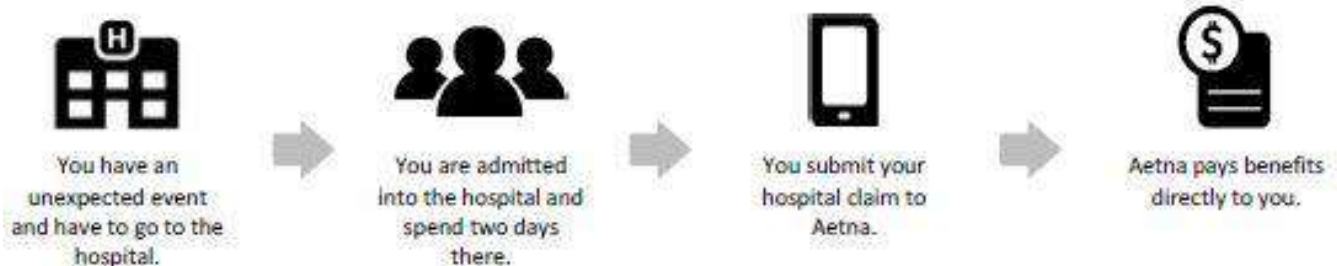 H
$
You have an
unexpected event
and have to go to the
hospital.
You are admitted
into the hospital and
spend two days
there.
You submit your
hospital claim to
Aetna.
Aetna pays benefits
directly to you.